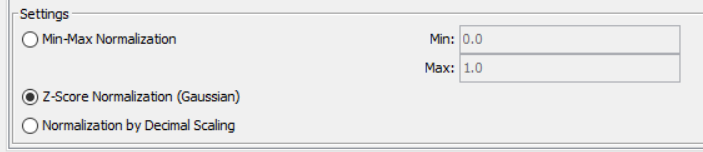 Settings
Min-Max Normalization Min: 0.0
Max: 1.0
Z-Score Normalization (Gaussian)
Normalization by Decimal Scaling